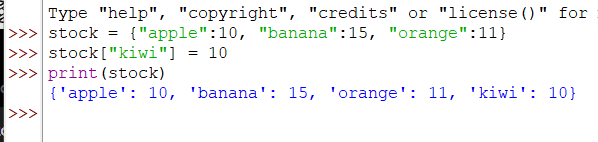 Type "help", "copyright", "credits" or "license()" for
>>> stock = {"apple":10, "banana":15, "orange":11}
>>> stock["kiwi"] = 10
>>> print(stock)
{'apple': 10, 'banana': 15, 'orange': 11, 'kiwi': 10}
>>>